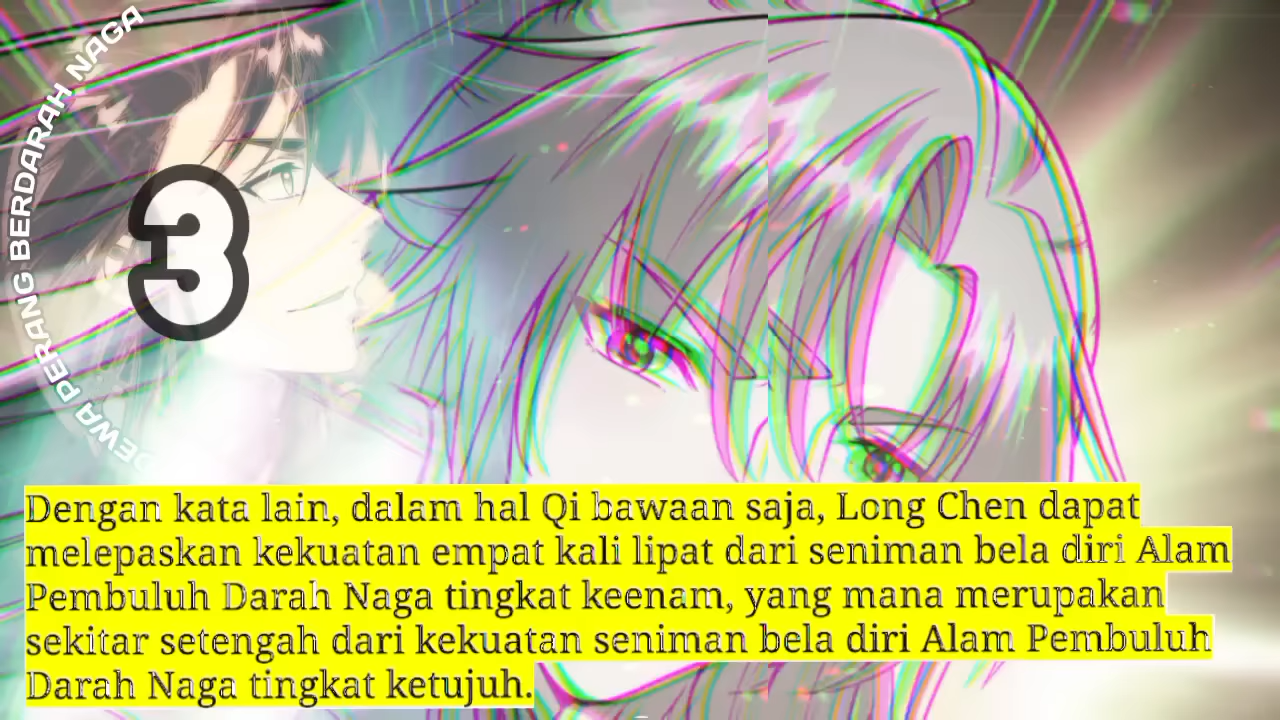 DEWA PERANG BERDARAH NAGA
3
Dengan kata lain, dalam hal Qi bawaan saja, Long Chen dapat
melepaskan kekuatan empat kali lipat dari seniman bela diri Alam
Pembuluh Darah Naga tingkat keenam, yang mana merupakan
sekitar setengah dari kekuatan seniman bela diri Alam Pembuluh
Darah Naga tingkat ketujuh.